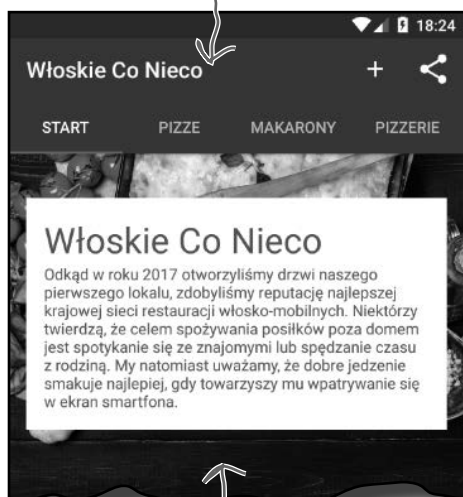 18:24
Włoskie Co Nieco +
START PIZZE MAKARONY PIZZERIE
Włoskie Co Nieco
Odkąd w roku 2017 otworzyliśmy drzwi naszego
pierwszego lokalu, zdobyliśmy reputację najlepszej
krajowej sieci restauracji włosko-mobilnych. Niektórzy
twierdzą, że celem spożywania posiłków poza domem
jest spotykanie się ze znajomymi lub spędzanie czasu
z rodziną. My natomiast uważamy, że dobre jedzenie
smakuje najlepiej, gdy towarzyszy mu wpatrywanie się
w ekran smartfona.